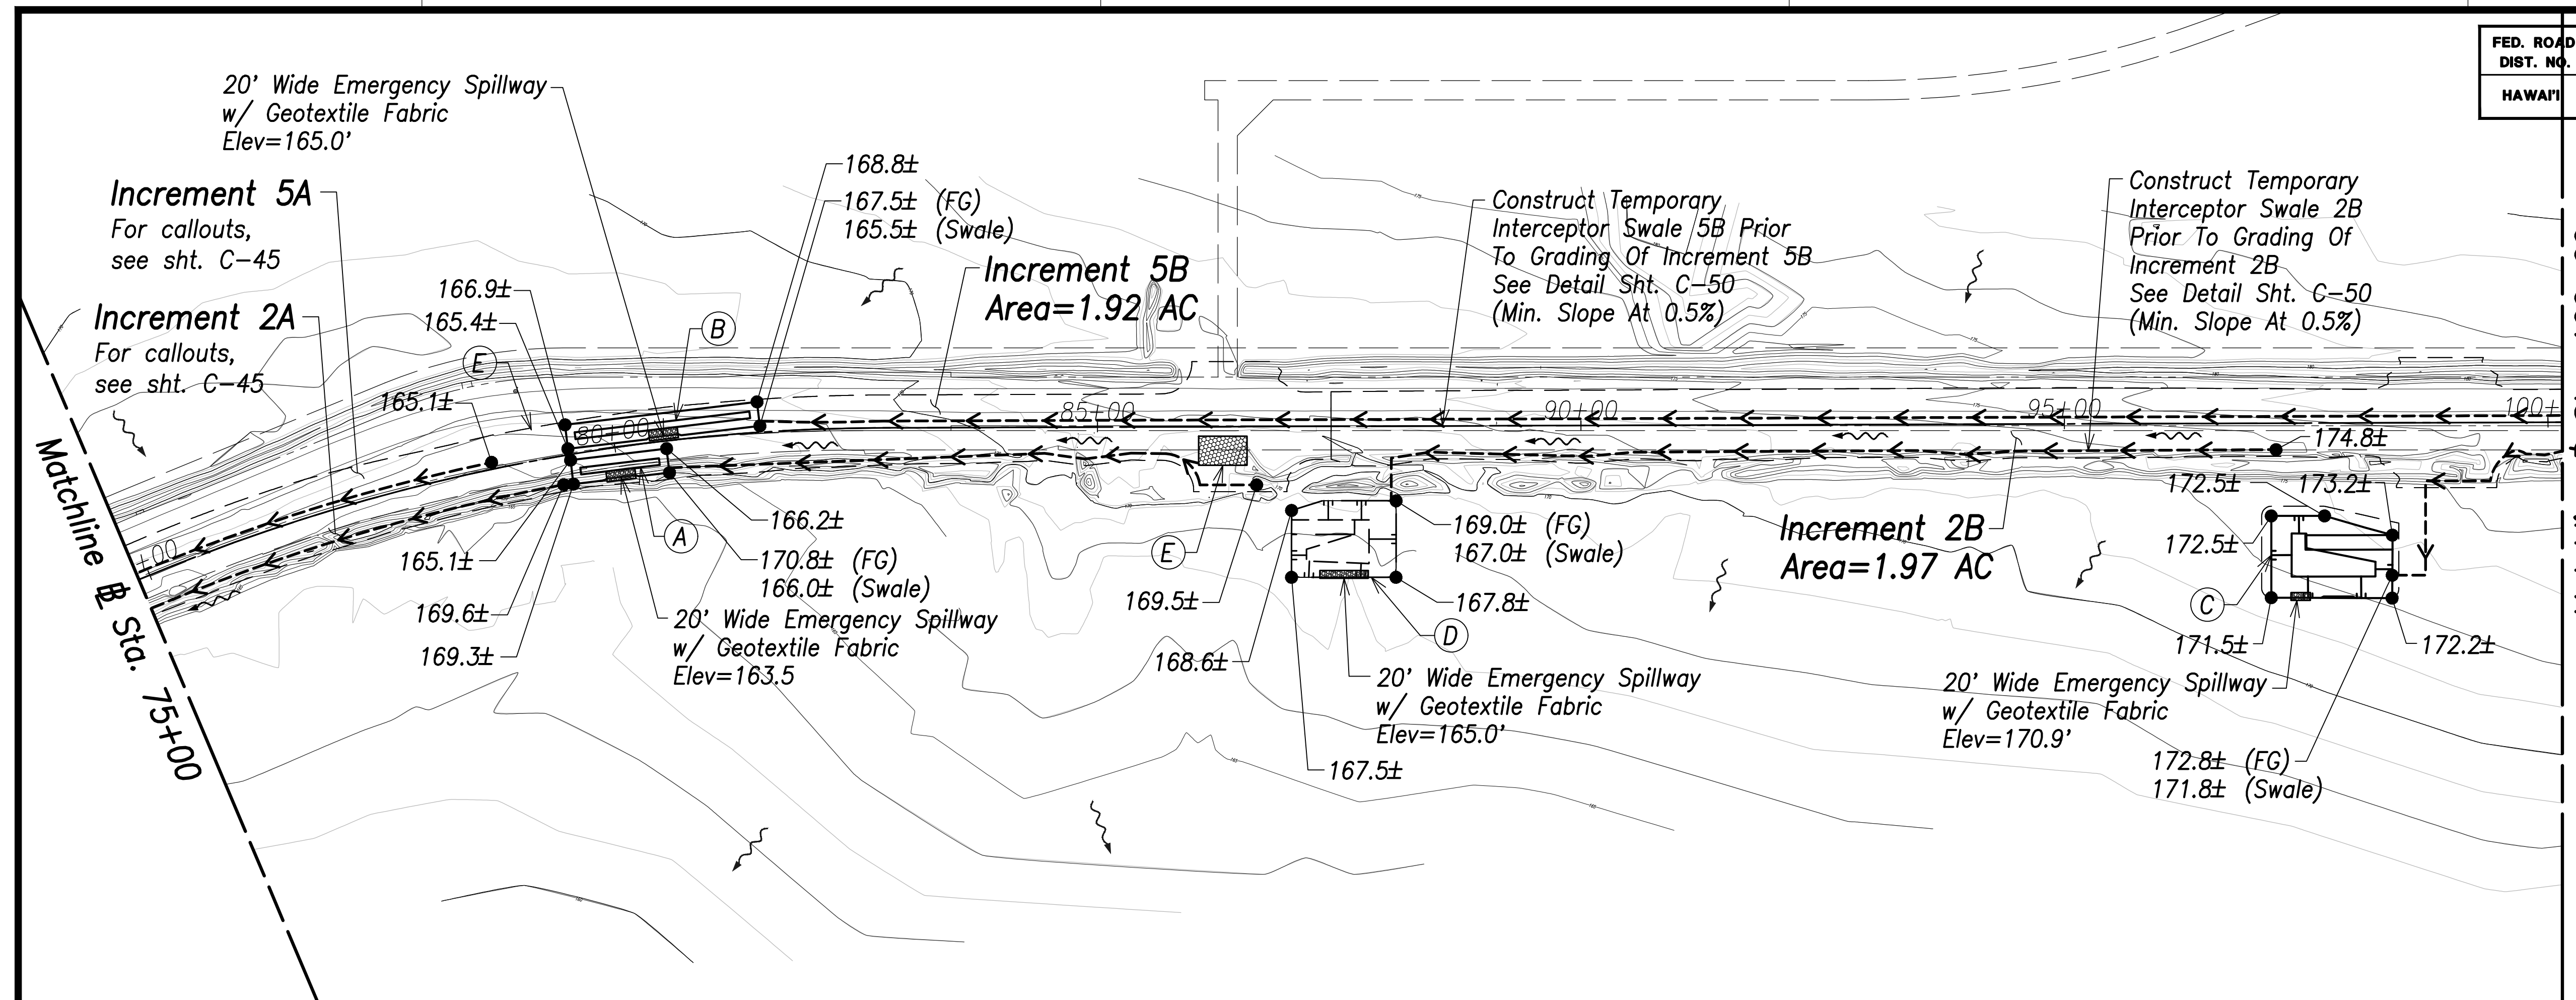 FED. ROAD
DIST. NO.
HAWAI'I
20' Wide Emergency Spillway
w/ Geotextile Fabric
Elev=165.0'
Increment 5A
For callouts,
see sht. C-45
Increment 2A
For callouts,
see sht. C-45
166.9±
165.4±
E
165.1±
B
168.8±
167.5± (FG)
165.5± (Swale)
Increment 5B
Area=1.92 AC
Construct Temporary
Interceptor Swale 5B Prior
To Grading Of Increment 5B
See Detail Sht. C-50
(Min. Slope At 0.5%)
Construct Temporary
Interceptor Swale 2B
Prior To Grading Of
Increment 2B
See Detail Sht. C-50
(Min. Slope At 0.5%)
80+00
85+00
90+00
95+00
100+
+00
174.8±
172.5±
173.2±
172.5±
C
171.5±
172.2±
Matchline ₿ Sta. 75+00
165.1±
169.6±
169.3±
A
166.2±
170.8± (FG)
166.0± (Swale)
20' Wide Emergency Spillway
w/ Geotextile Fabric
Elev=163.5
E
169.5±
168.6±
167.5±
169.0± (FG)
167.0± (Swale)
167.8±
D
20' Wide Emergency Spillway
w/ Geotextile Fabric
Elev=165.0'
Increment 2B
Area=1.97 AC
20' Wide Emergency Spillway
w/ Geotextile Fabric
Elev=170.9'
172.8± (FG)
171.8± (Swale)